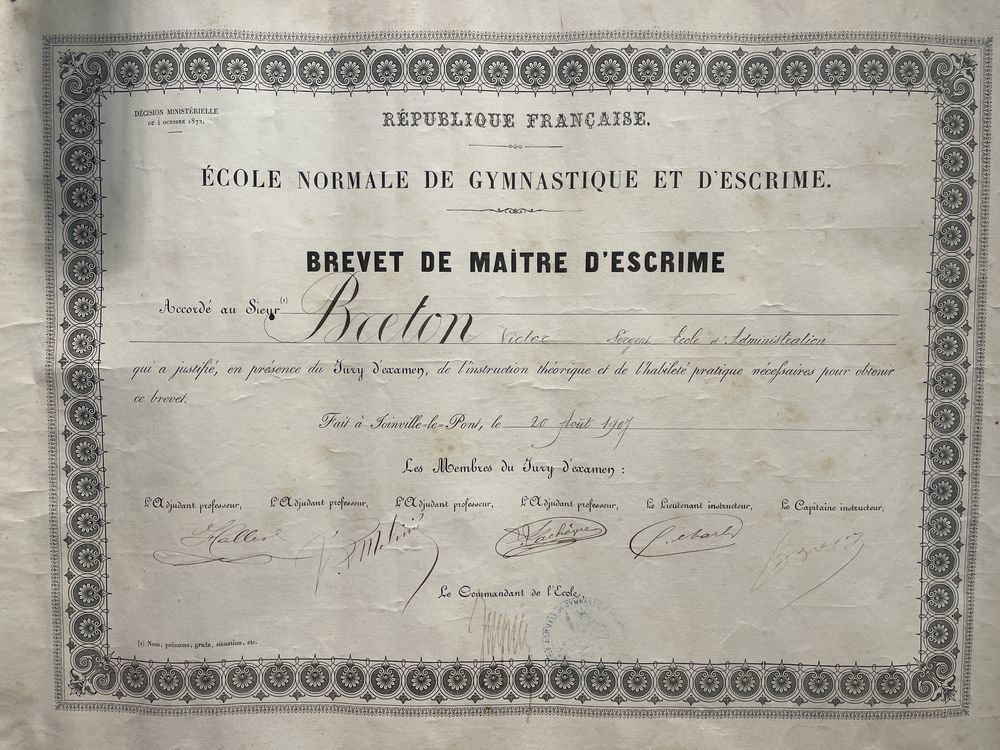 DÉCISION MINISTÉRIELLE
DU 4 OCTOBRE 1872.
RÉPUBLIQUE FRANÇAISE.
ÉCOLE NORMALE DE GYMNASTIQUE ET D'ESCRIME.
BREVET DE MAÎTRE D'ESCRIME
Accordé au Sieur (1) Breton Victor Sergent Ecole d'Administration
qui a justifié, en présence du Jury d'examen, de l'instruction théorique et de l'habileté pratique nécessaires pour obtenir
ce brevet.
Fait à Joinville-le-Pont, le 20 Août 1907
Les Membres du Jury d'examen :
L'Adjudant professeur, L'Adjudant professeur, L'Adjudant professeur, L'Adjudant professeur, Le Lieutenant instructeur, Le Capitaine instructeur,
Le Commandant de l'Ecole,
(1) Nom, prénoms, grade, situation, etc.